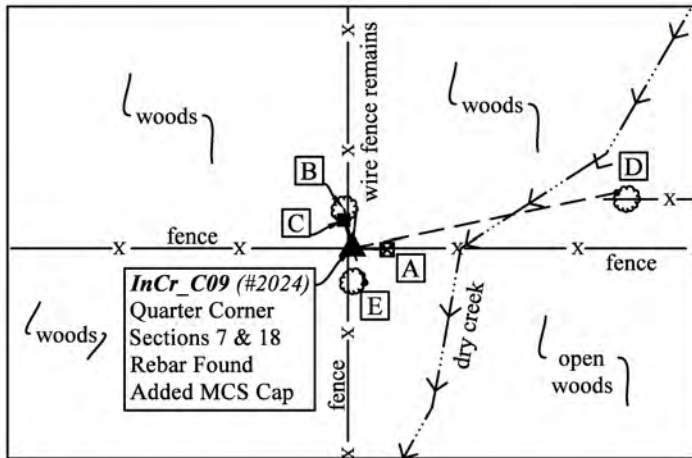 woods
woods
wire fence remains
B
C
D
fence
A
fence
InCr_C09 (#2024)
Quarter Corner
Sections 7 & 18
Rebar Found
Added MCS Cap
E
woods
fence
dry creek
open
woods